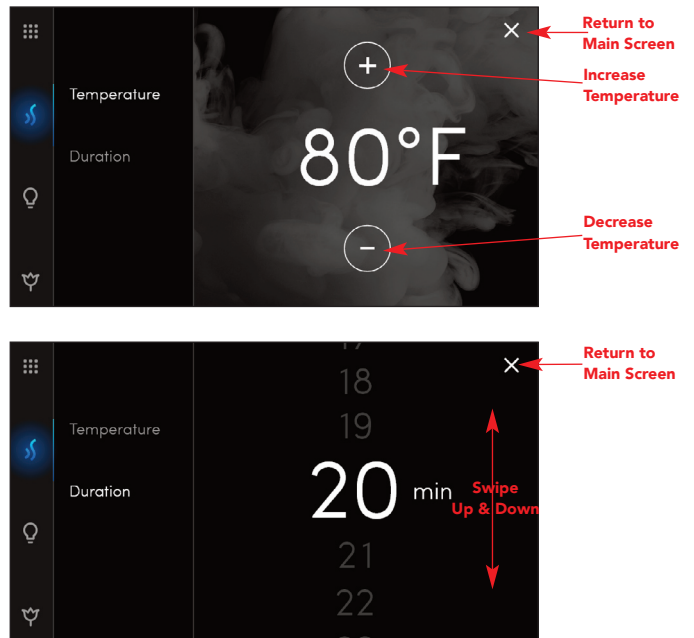 Return to
Main Screen
Increase
Temperature
Temperature
Duration
+
80°F
−
Decrease
Temperature
Return to
Main Screen
18
Temperature
19
Duration
20 min
Swipe
Up & Down
21
22